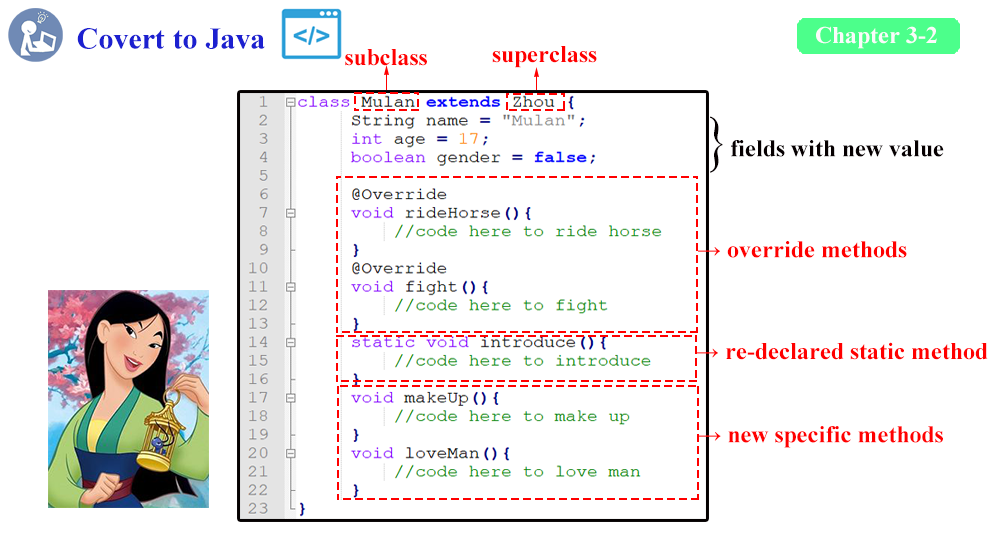 Covert to Java
</>
Chapter 3-2
subclass
superclass
1 class Mulan extends Zhou {
2 String name = "Mulan";
3 int age = 17;
4 boolean gender = false;
5
6 @Override
7 void rideHorse(){
8 //code here to ride horse
9 }
10 @Override
11 void fight(){
12 //code here to fight
13 }
14 static void introduce(){
15 //code here to introduce
16 }
17 void makeUp(){
18 //code here to make up
19 }
20 void loveMan(){
21 //code here to love man
22 }
23 }
fields with new value
override methods
re-declared static method
new specific methods